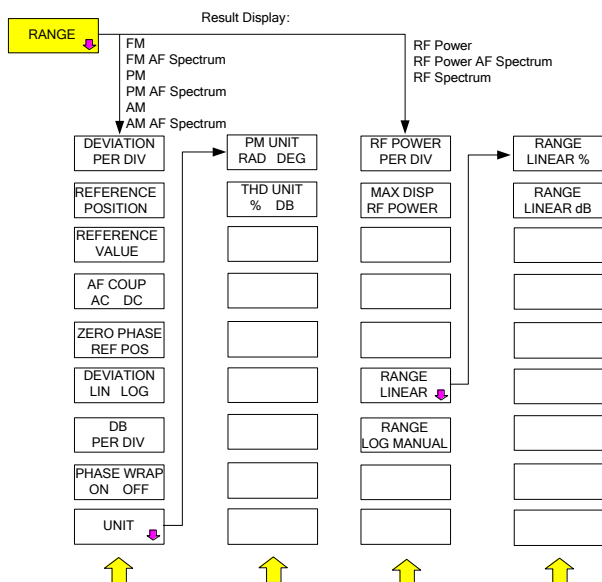 Result Display:
RANGE
FM
FM AF Spectrum
PM
PM AF Spectrum
AM
AM AF Spectrum
RF Power
RF Power AF Spectrum
RF Spectrum
DEVIATION
PER DIV
REFERENCE
POSITION
REFERENCE
VALUE
AF COUP
AC DC
ZERO PHASE
REF POS
DEVIATION
LIN LOG
DB
PER DIV
PHASE WRAP
ON OFF
UNIT
PM UNIT
RAD DEG
THD UNIT
% DB
RF POWER
PER DIV
MAX DISP
RF POWER
RANGE
LINEAR
RANGE
LOG MANUAL
RANGE
LINEAR %
RANGE
LINEAR dB